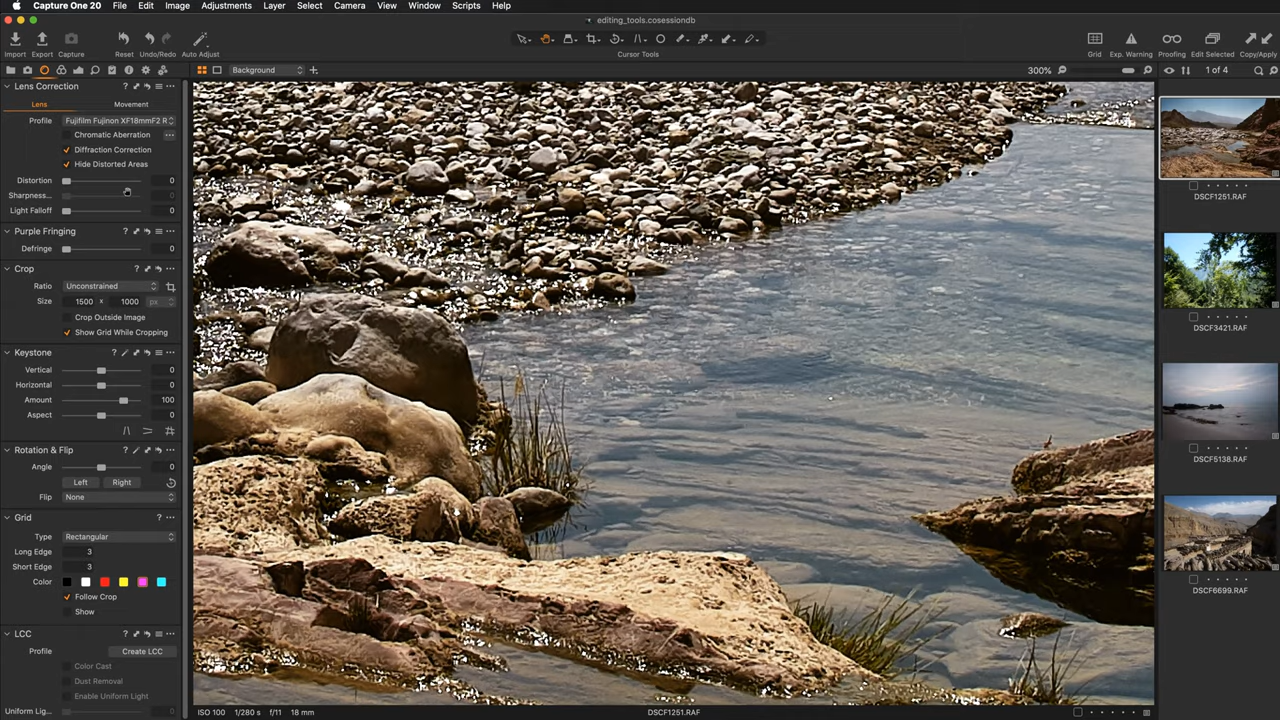 Capture One 20 File Edit Image Adjustments Layer Select Camera View Window Scripts Help
editing_tools.cosessiondb
Import Export Capture Reset Undo/Redo Auto Adjust Cursor Tools Grid Exp. Warning Proofing Edit Selected Copy/Apply
Background 300% 1 of 4
Lens Correction ?
Lens Movement
Profile Fujifilm Fujinon XF18mmF2 R
Chromatic Aberration
Diffraction Correction
Hide Distorted Areas
Distortion 0
Sharpness... 0
Light Falloff 0
Purple Fringing ?
Defringe 0
Crop ?
Ratio Unconstrained
Size 1500 x 1000 px
Crop Outside Image
Show Grid While Cropping
Keystone ?
Vertical 0
Horizontal 0
Amount 100
Aspect 0
Rotation & Flip ?
Angle 0
Left Right
Flip None
Grid ?
Type Rectangular
Long Edge 3
Short Edge 3
Color
Follow Crop
Show
LCC ?
Profile Create LCC
Color Cast
Dust Removal
Enable Uniform Light
Uniform Lig... 0
DSCF1251.RAF
DSCF3421.RAF
DSCF5138.RAF
DSCF6699.RAF
ISO 100 1/280 s f/11 18 mm DSCF1251.RAF